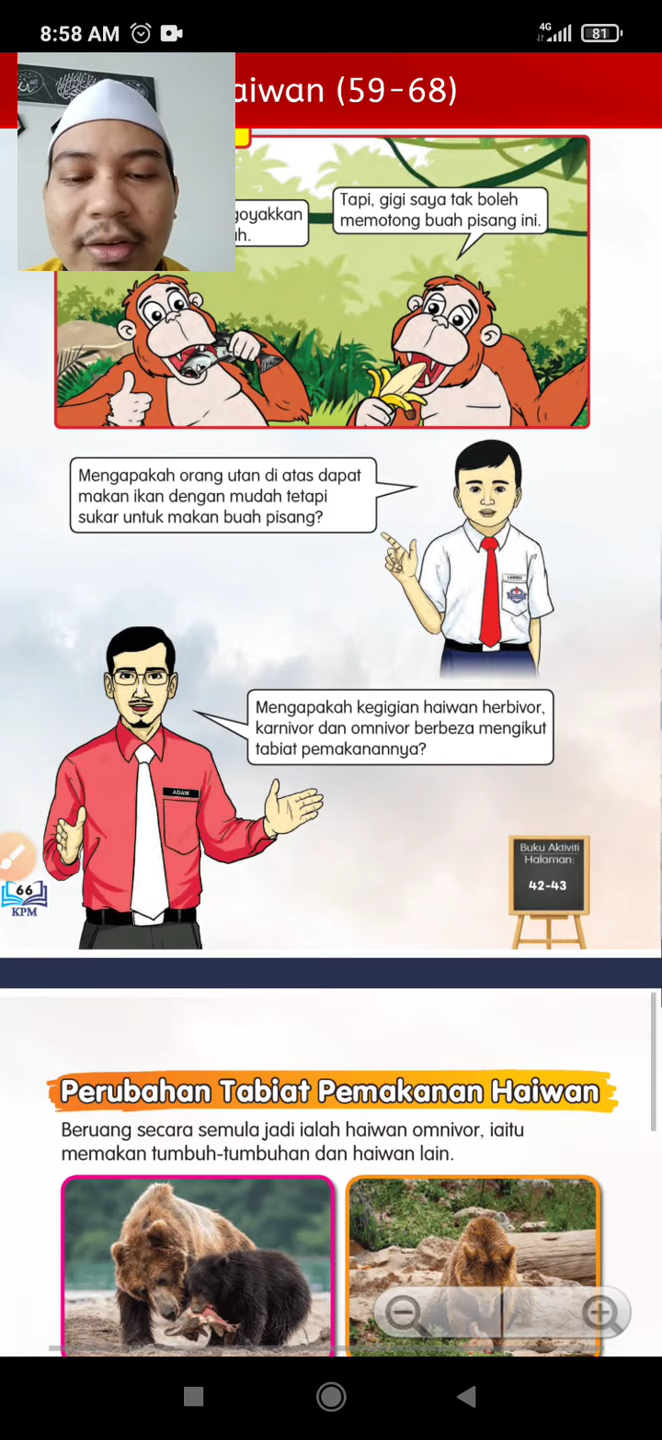 8:58 AM
4G
81
aiwan (59-68)
goyakkan
h.
Tapi, gigi saya tak boleh
memotong buah pisang ini.
Mengapakah orang utan di atas dapat
makan ikan dengan mudah tetapi
sukar untuk makan buah pisang?
Mengapakah kegigian haiwan herbivor,
karnivor dan omnivor berbeza mengikut
tabiat pemakanannya?
ADAM
Buku Aktiviti
Halaman:
42-43
66
KPM
Perubahan Tabiat Pemakanan Haiwan
Beruang secara semula jadi ialah haiwan omnivor, iaitu
memakan tumbuh-tumbuhan dan haiwan lain.